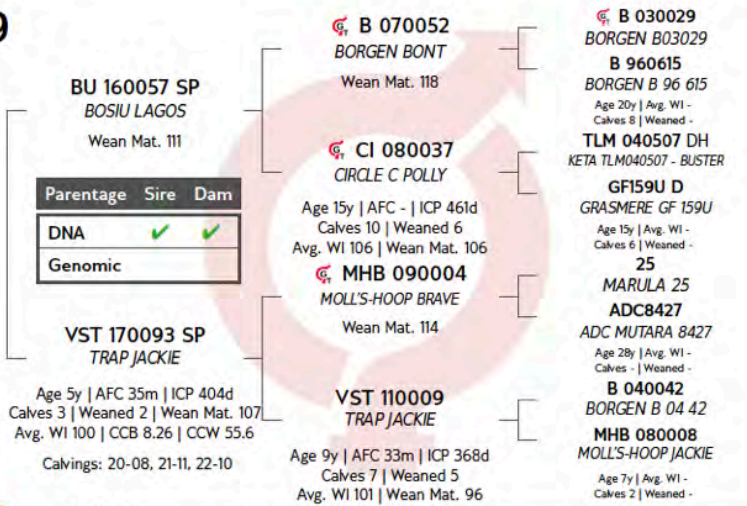 9
BU 160057 SP
BOSIU LAGOS
Wean Mat. 111
Parentage Sire Dam
DNA ✔ ✔
Genomic
VST 170093 SP
TRAP JACKIE
Age 5y | AFC 35m | ICP 404d
Calves 3 | Weaned 2 | Wean Mat. 107
Avg. WI 100 | CCB 8.26 | CCW 55.6
Calvings: 20-08, 21-11, 22-10
GT B 070052
BORGEN BONT
Wean Mat. 118
GT CI 080037
CIRCLE C POLLY
Age 15y | AFC - | ICP 461d
Calves 10 | Weaned 6
Avg. WI 106 | Wean Mat. 106
GT MHB 090004
MOLL'S-HOOP BRAVE
Wean Mat. 114
VST 110009
TRAP JACKIE
Age 9y | AFC 33m | ICP 368d
Calves 7 | Weaned 5
Avg. WI 101 | Wean Mat. 96
GT B 030029
BORGEN B03029
B 960615
BORGEN B 96 615
Age 20y | Avg. WI -
Calves 8 | Weaned -
TLM 040507 DH
KETA TLM040507 - BUSTER
GF159U D
GRASMERE GF 159U
Age 15y | Avg. WI -
Calves 6 | Weaned -
25
MARULA 25
ADC8427
ADC MUTARA 8427
Age 28y | Avg. WI -
Calves - | Weaned -
B 040042
BORGEN B 04 42
MHB 080008
MOLL'S-HOOP JACKIE
Age 7y | Avg. WI -
Calves 2 | Weaned -